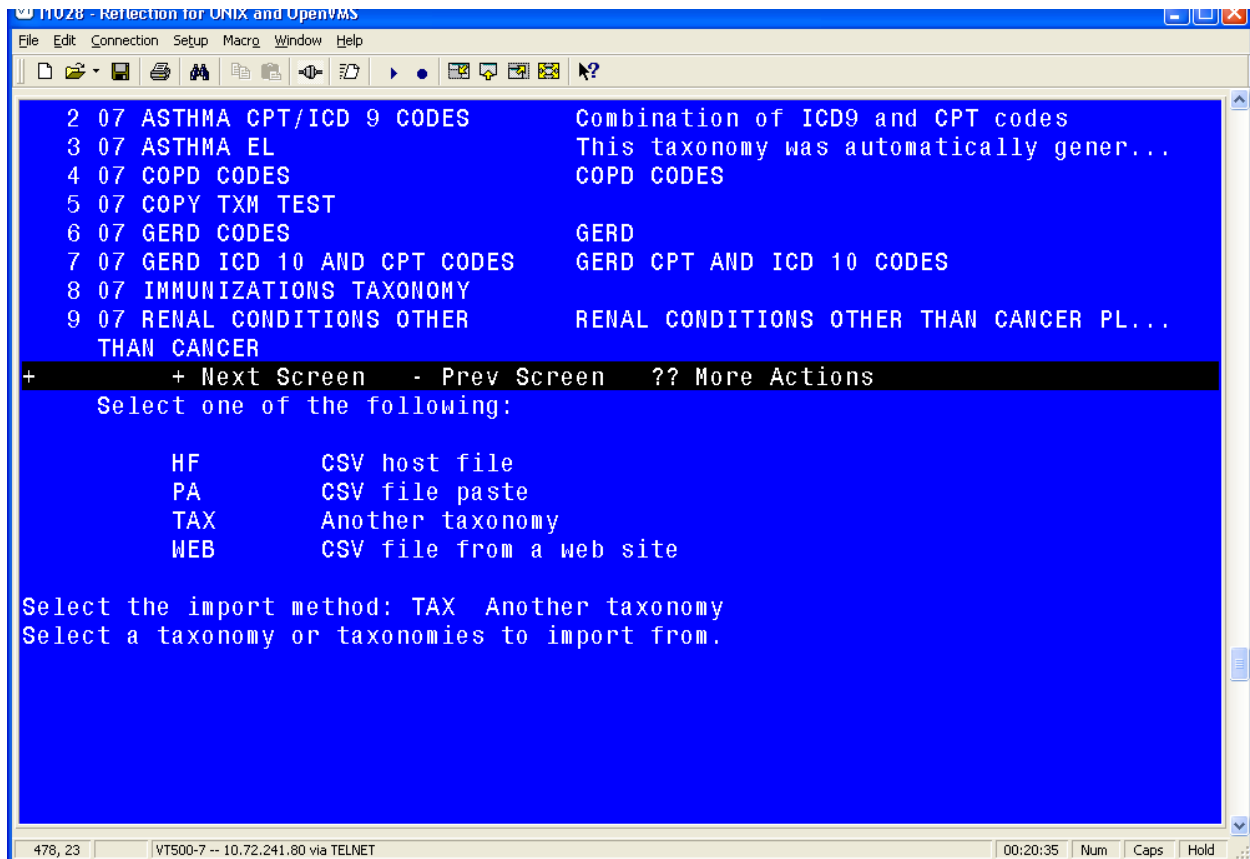 11028 - Reflection for UNIX and OpenVMS
File Edit Connection Setup Macro Window Help
2 07 ASTHMA CPT/ICD 9 CODES Combination of ICD9 and CPT codes
3 07 ASTHMA EL This taxonomy was automatically gener...
4 07 COPD CODES COPD CODES
5 07 COPY TXM TEST
6 07 GERD CODES GERD
7 07 GERD ICD 10 AND CPT CODES GERD CPT AND ICD 10 CODES
8 07 IMMUNIZATIONS TAXONOMY
9 07 RENAL CONDITIONS OTHER RENAL CONDITIONS OTHER THAN CANCER PL...
THAN CANCER
+ + Next Screen - Prev Screen ?? More Actions
Select one of the following:
HF CSV host file
PA CSV file paste
TAX Another taxonomy
WEB CSV file from a web site
Select the import method: TAX Another taxonomy
Select a taxonomy or taxonomies to import from.
478, 23 VT500-7 -- 10.72.241.80 via TELNET 00:20:35 Num Caps Hold